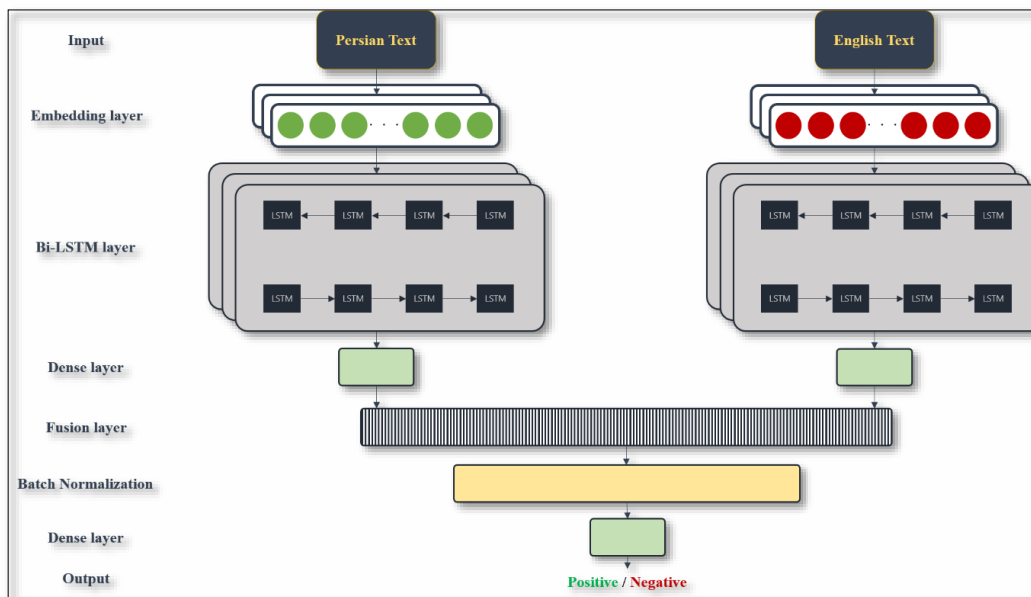 Input
Persian Text
English Text
Embedding layer
. . .
. . .
Bi-LSTM layer
LSTM LSTM LSTM LSTM
LSTM LSTM LSTM LSTM
LSTM LSTM LSTM LSTM
LSTM LSTM LSTM LSTM
Dense layer
Fusion layer
Batch Normalization
Dense layer
Output
Positive / Negative